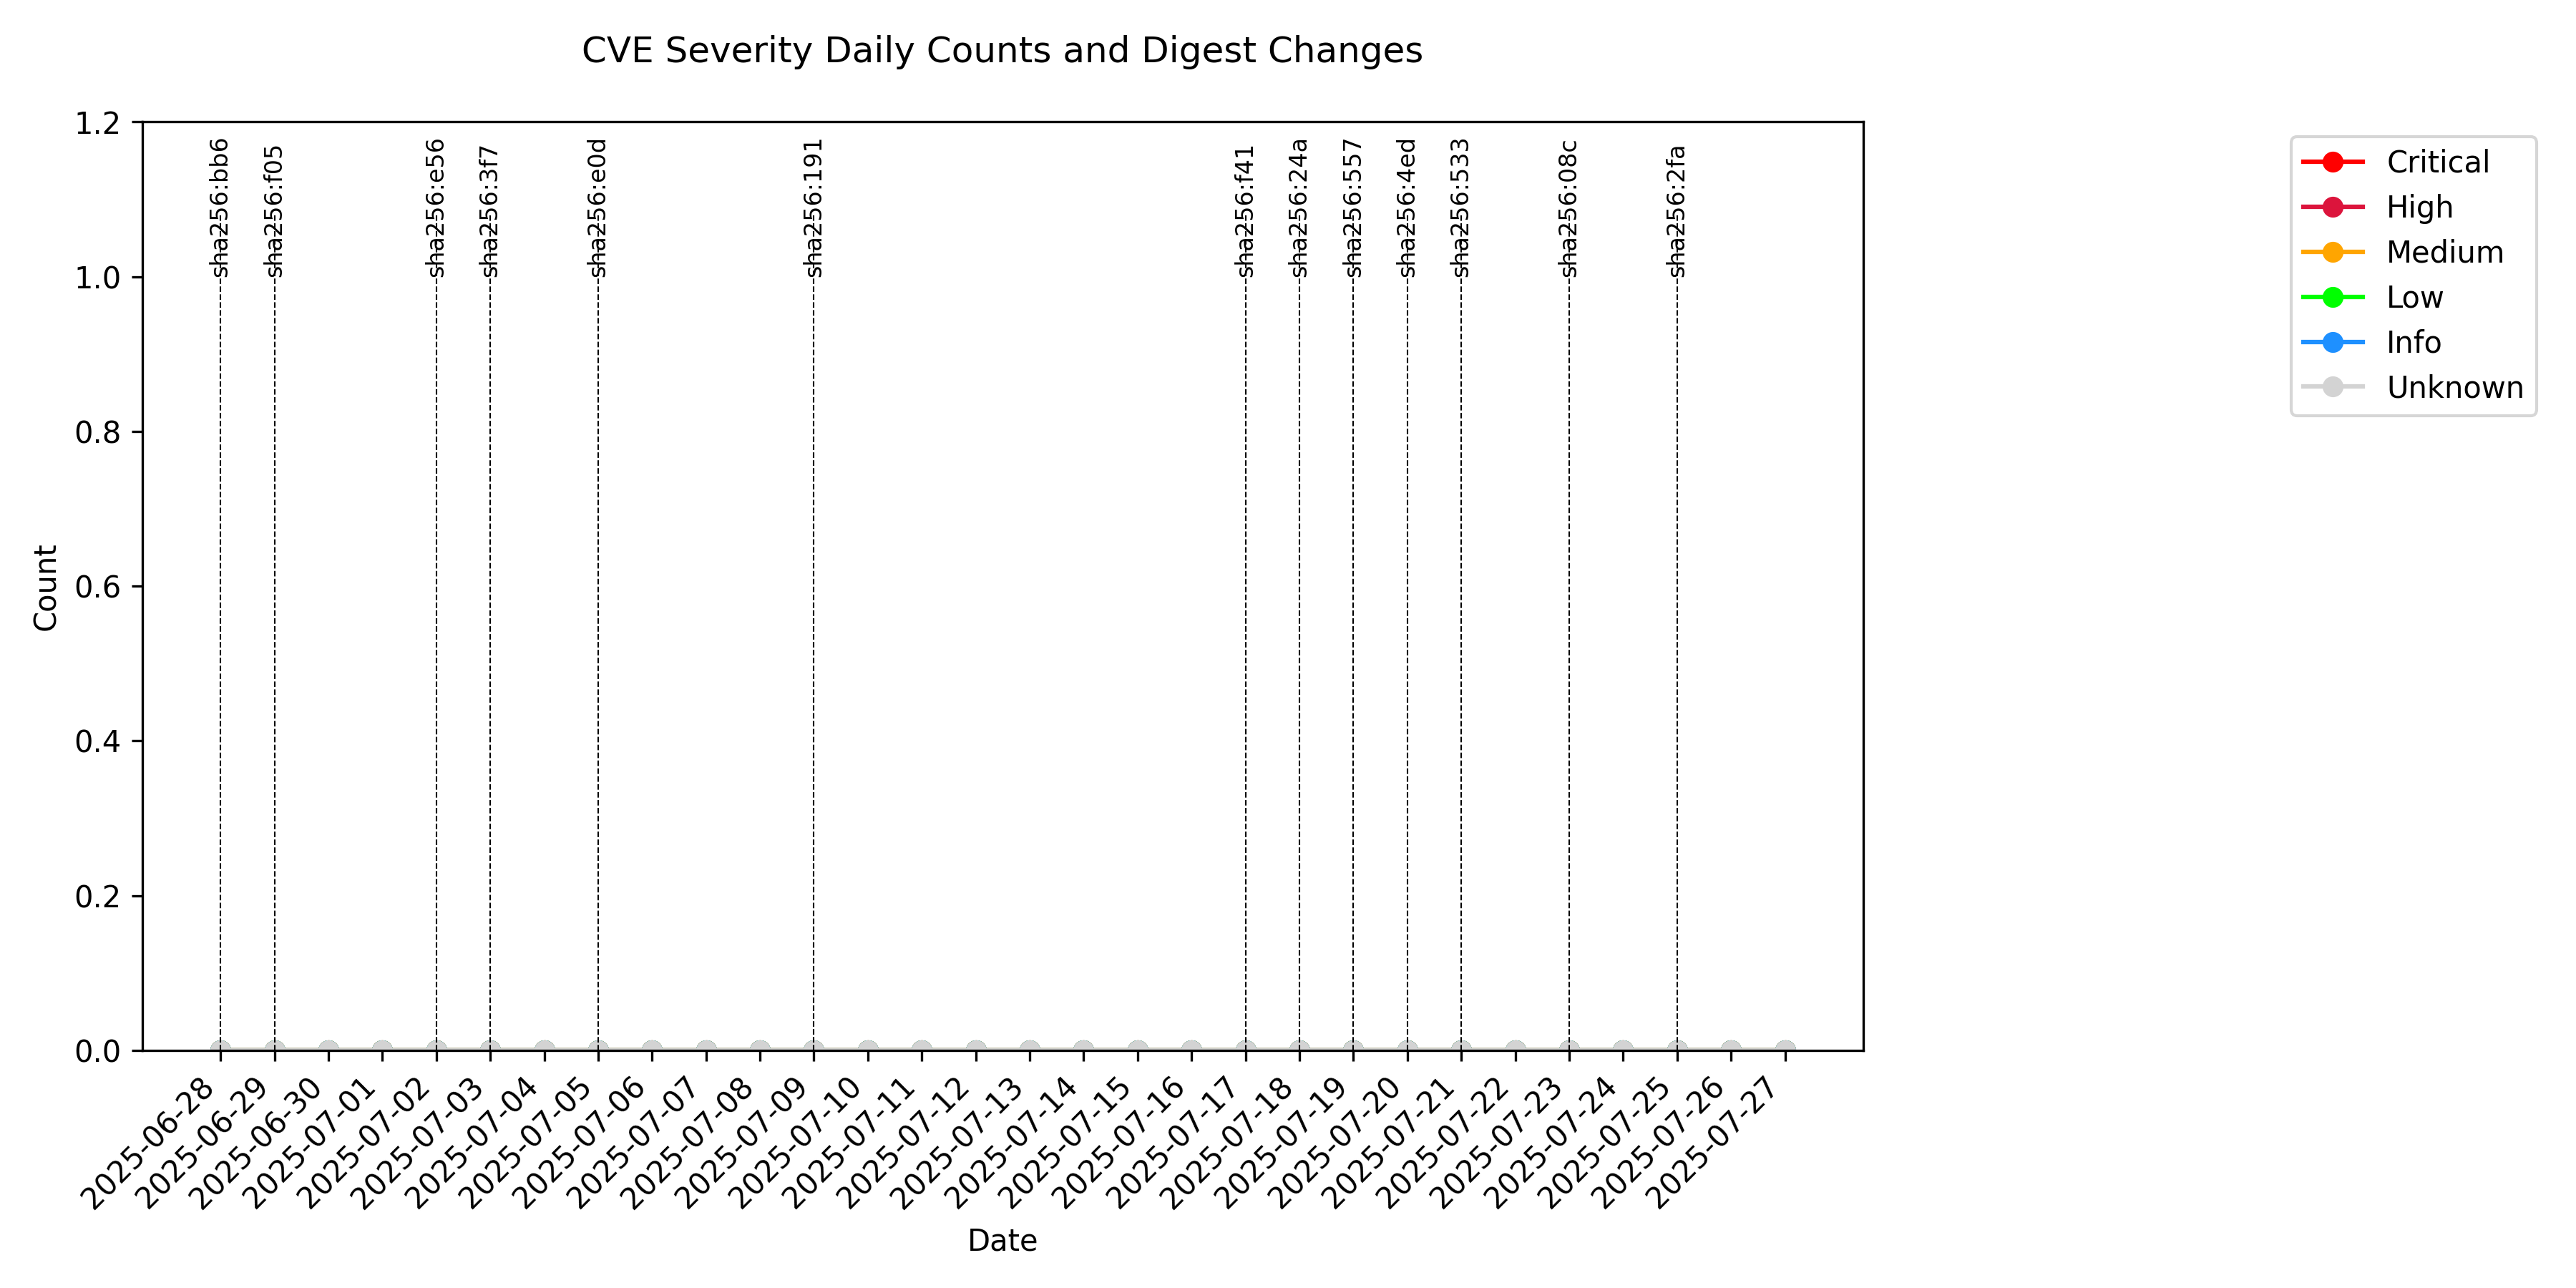 CVE Severity Daily Counts and Digest Changes
1.2
1.0
0.8
0.6
0.4
0.2
0.0
Count
sha256:bb6
sha256:f05
sha256:e56
sha256:3f7
sha256:e0d
sha256:191
sha256:f41
sha256:24a
sha256:557
sha256:4ed
sha256:533
sha256:08c
sha256:2fa
Critical
High
Medium
Low
Info
Unknown
2025-06-28
2025-06-29
2025-06-30
2025-07-01
2025-07-02
2025-07-03
2025-07-04
2025-07-05
2025-07-06
2025-07-07
2025-07-08
2025-07-09
2025-07-10
2025-07-11
2025-07-12
2025-07-13
2025-07-14
2025-07-15
2025-07-16
2025-07-17
2025-07-18
2025-07-19
2025-07-20
2025-07-21
2025-07-22
2025-07-23
2025-07-24
2025-07-25
2025-07-26
2025-07-27
Date